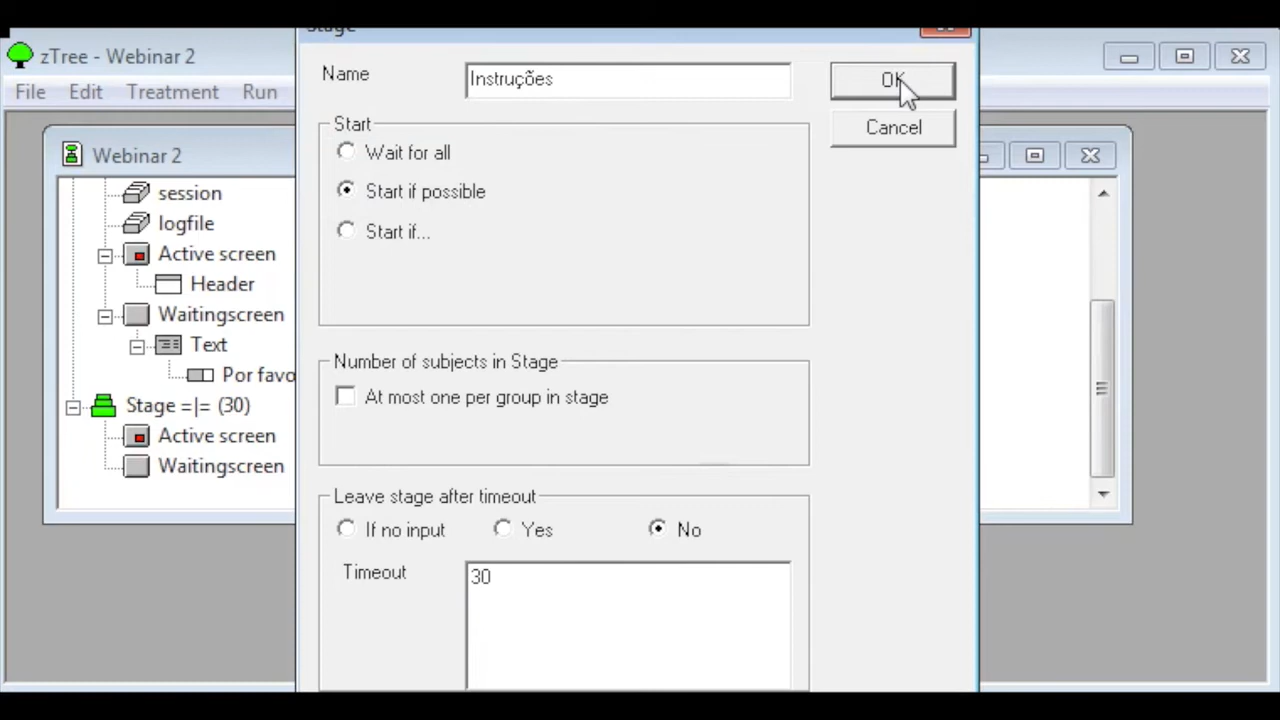 Stage
zTree - Webinar 2
File Edit Treatment Run
Name Instruções OK
Start Cancel
Webinar 2
Wait for all
session
Start if possible
logfile
Start if...
Active screen
Header
Waitingscreen
Text
Number of subjects in Stage
Por favo
At most one per group in stage
Stage =|= (30)
Active screen
Waitingscreen
Leave stage after timeout
If no input Yes No
Timeout 30